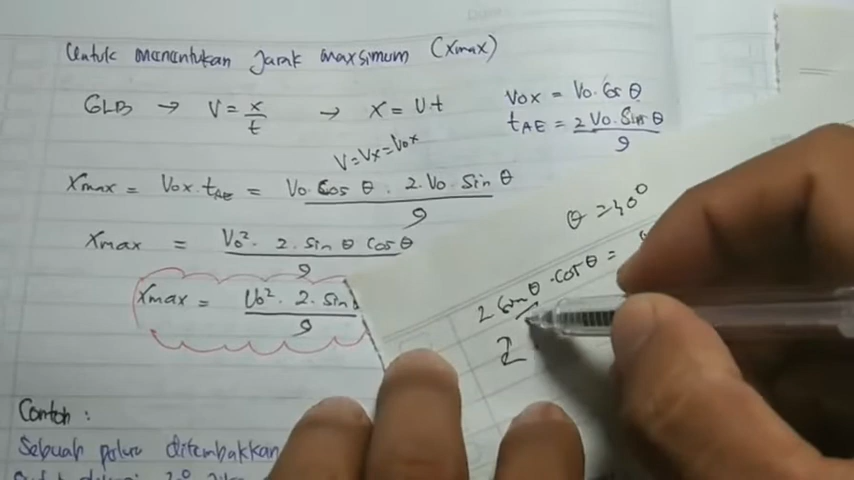 Untuk menentukan jarak maxsimum (Xmax)
GLB → V = x/t → X = V.t
Vox = Vo. Cos θ
tAE = 2 Vo. Sin θ / g
V = Vx = Vox
Xmax = Vox. tAE = Vo. Cos θ . 2. Vo. Sin θ / g
Xmax = Vo². 2. Sin θ Cos θ / g
Xmax = Vo². 2. Sin / g
θ = 30°
2 Sin θ . Cos θ =
2
Contoh :
Sebuah peluru ditembakkan